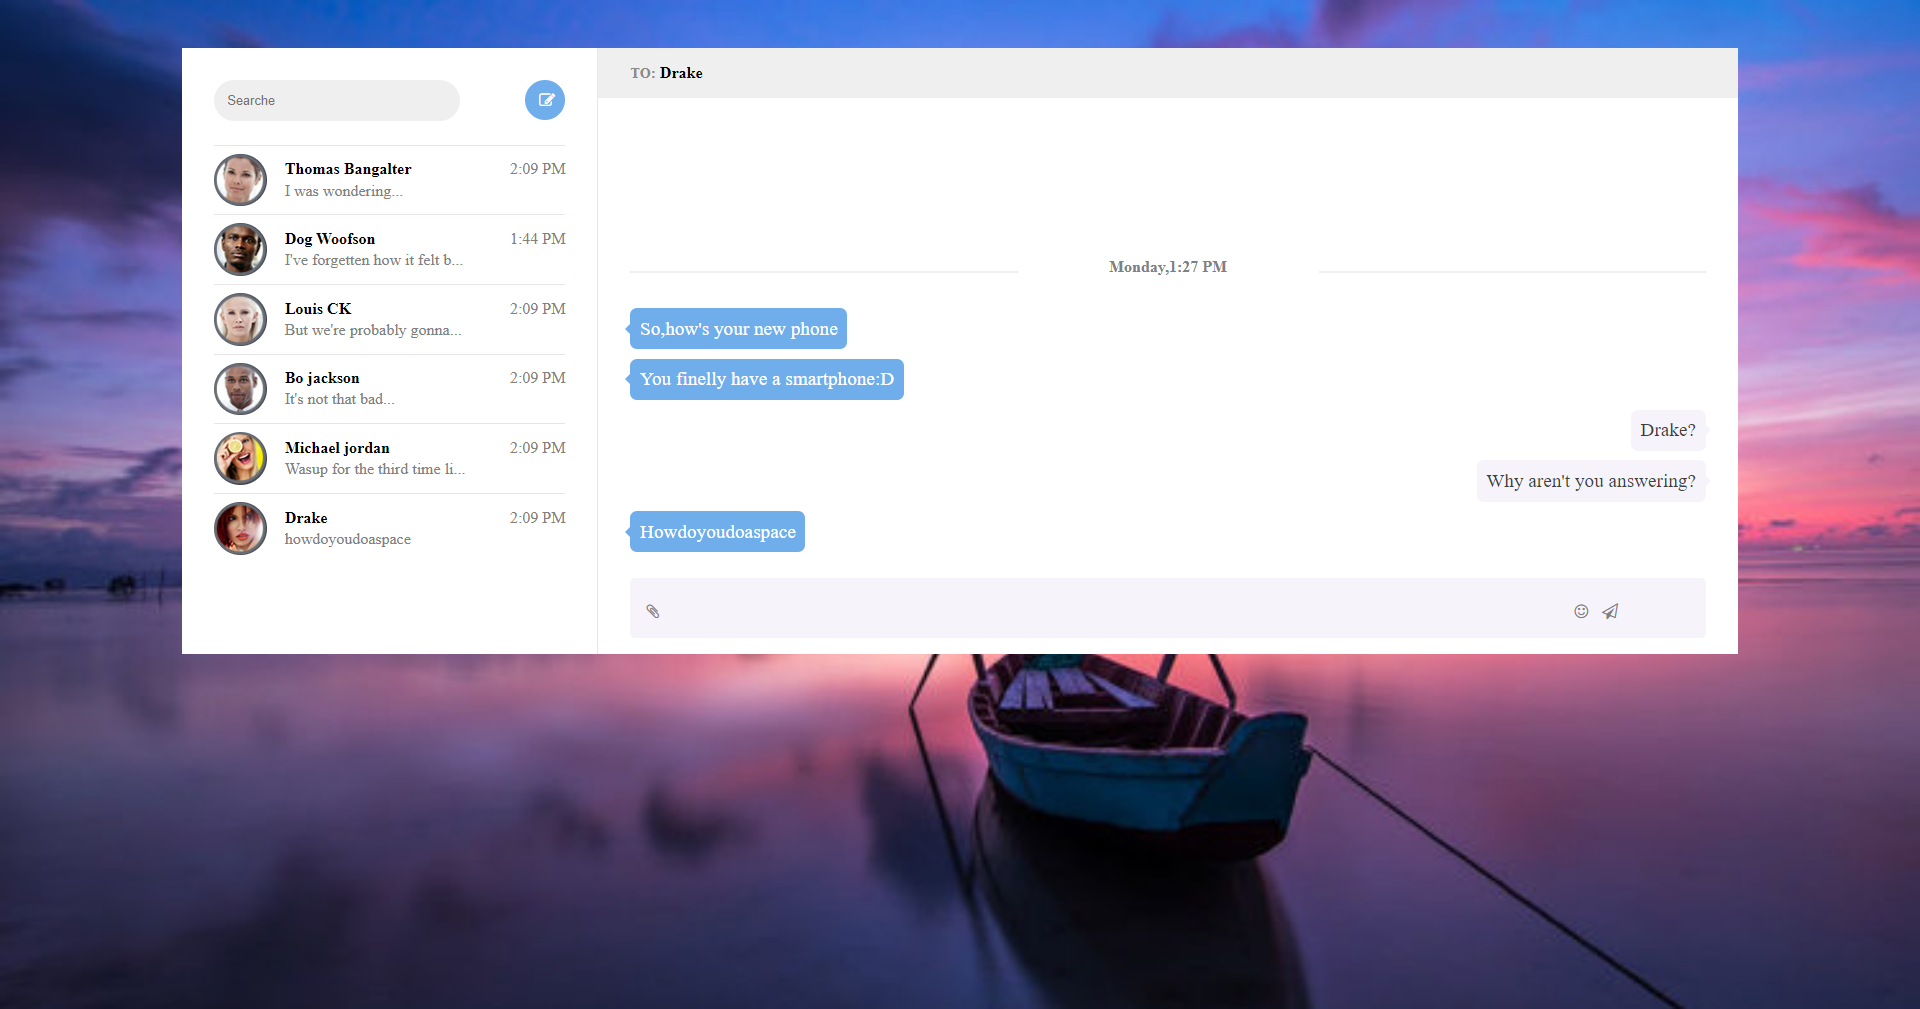 Searche
Thomas Bangalter 2:09 PM
I was wondering...
Dog Woofson 1:44 PM
I've forgetten how it felt b...
Louis CK 2:09 PM
But we're probably gonna...
Bo jackson 2:09 PM
It's not that bad...
Michael jordan 2:09 PM
Wasup for the third time li...
Drake 2:09 PM
howdoyoudoaspace
TO: Drake
Monday,1:27 PM
So,how's your new phone
You finelly have a smartphone:D
Drake?
Why aren't you answering?
Howdoyoudoaspace